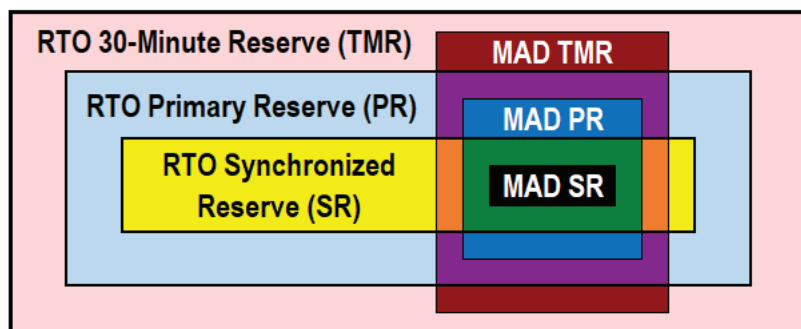 RTO 30-Minute Reserve (TMR)
MAD TMR
RTO Primary Reserve (PR)
MAD PR
RTO Synchronized
Reserve (SR)
MAD SR